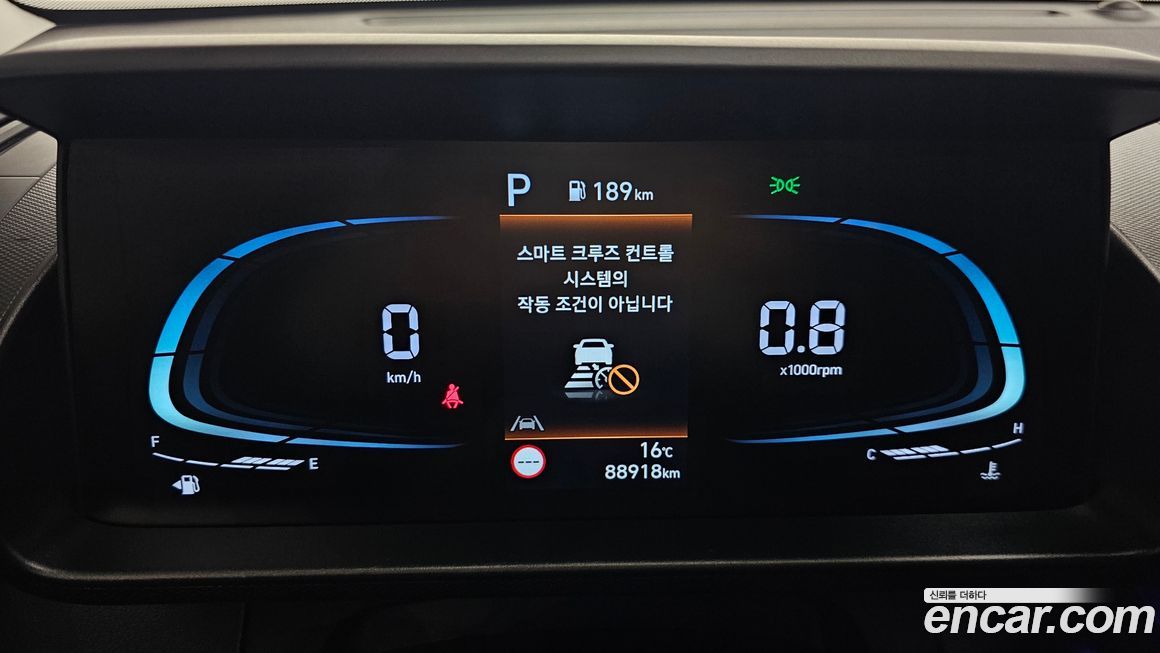 P 189km
스마트 크루즈 컨트롤
시스템의
작동 조건이 아닙니다
0
km/h
0.8
x1000rpm
F
E
C
H
---
16℃
88918km
신뢰를 더하다
encar.com